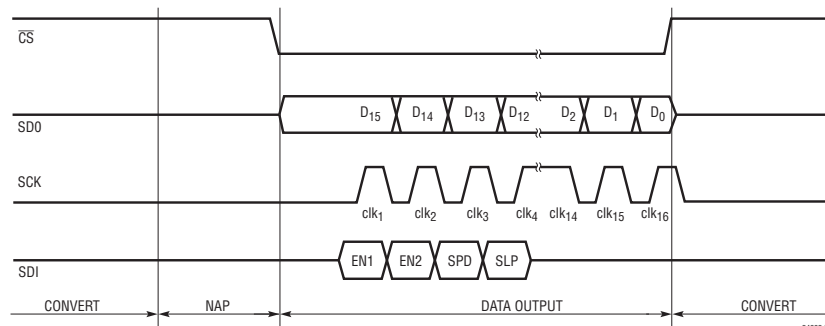 CS
SD0
D15 D14 D13 D12 D2 D1 D0
SCK
clk1 clk2 clk3 clk4 clk14 clk15 clk16
SDI
EN1 EN2 SPD SLP
CONVERT NAP DATA OUTPUT CONVERT